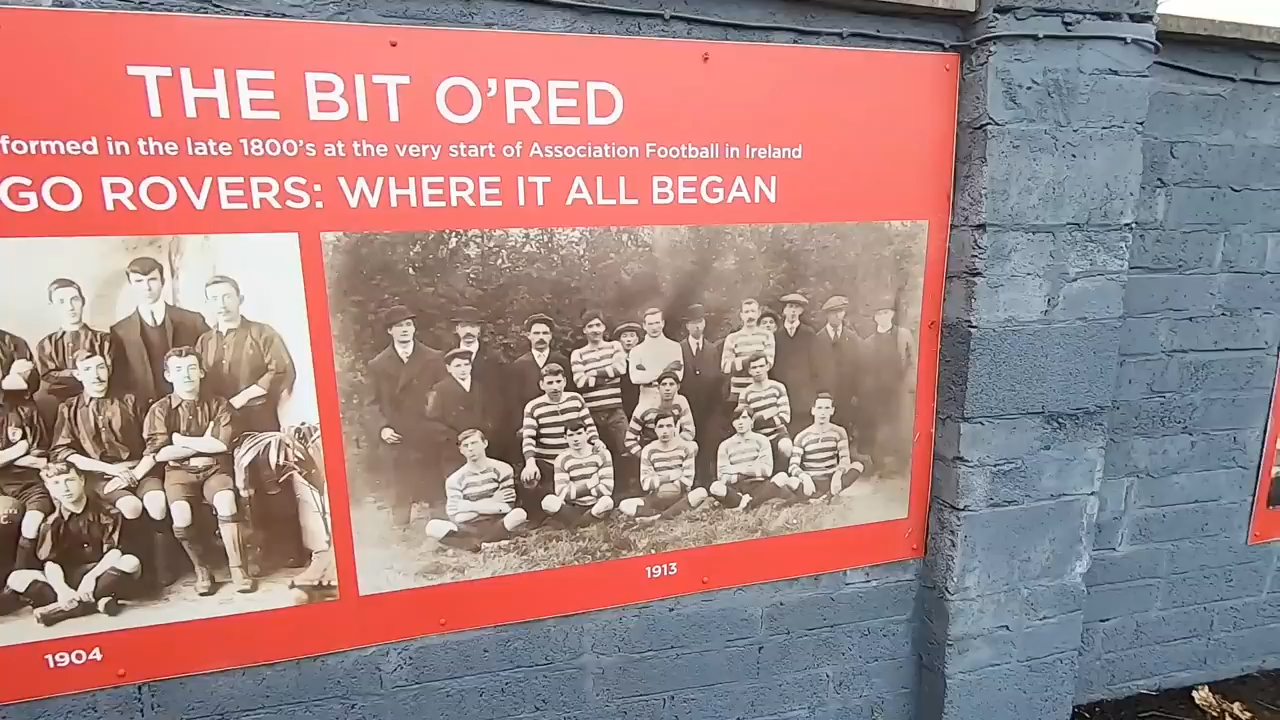 THE BIT O'RED
formed in the late 1800's at the very start of Association Football in Ireland
GO ROVERS: WHERE IT ALL BEGAN
1913
1904